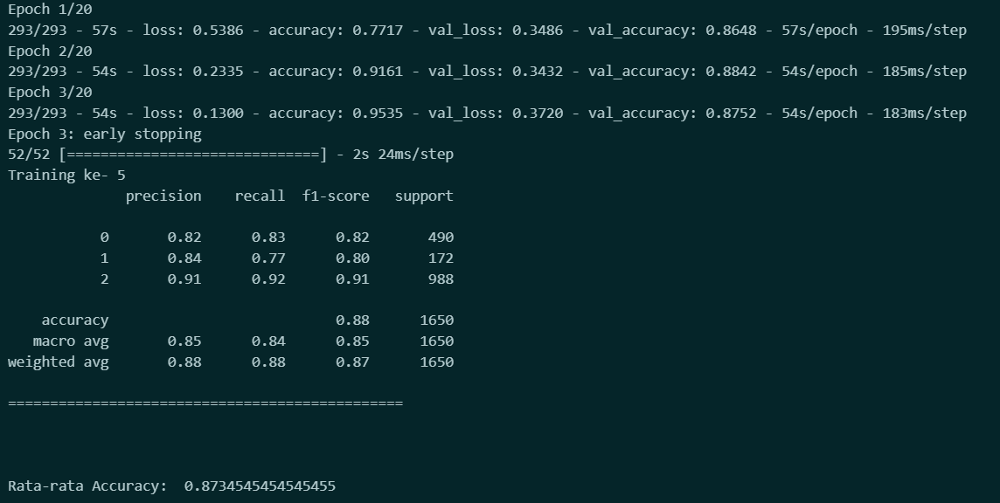 Epoch 1/20
293/293 - 57s - loss: 0.5386 - accuracy: 0.7717 - val_loss: 0.3486 - val_accuracy: 0.8648 - 57s/epoch - 195ms/step
Epoch 2/20
293/293 - 54s - loss: 0.2335 - accuracy: 0.9161 - val_loss: 0.3432 - val_accuracy: 0.8842 - 54s/epoch - 185ms/step
Epoch 3/20
293/293 - 54s - loss: 0.1300 - accuracy: 0.9535 - val_loss: 0.3720 - val_accuracy: 0.8752 - 54s/epoch - 183ms/step
Epoch 3: early stopping
52/52 [==============================] - 2s 24ms/step
Training ke- 5
              precision    recall  f1-score   support

           0       0.82      0.83      0.82       490
           1       0.84      0.77      0.80       172
           2       0.91      0.92      0.91       988

    accuracy                           0.88      1650
   macro avg       0.85      0.84      0.85      1650
weighted avg       0.88      0.88      0.87      1650

===============================================

Rata-rata Accuracy:  0.8734545454545455